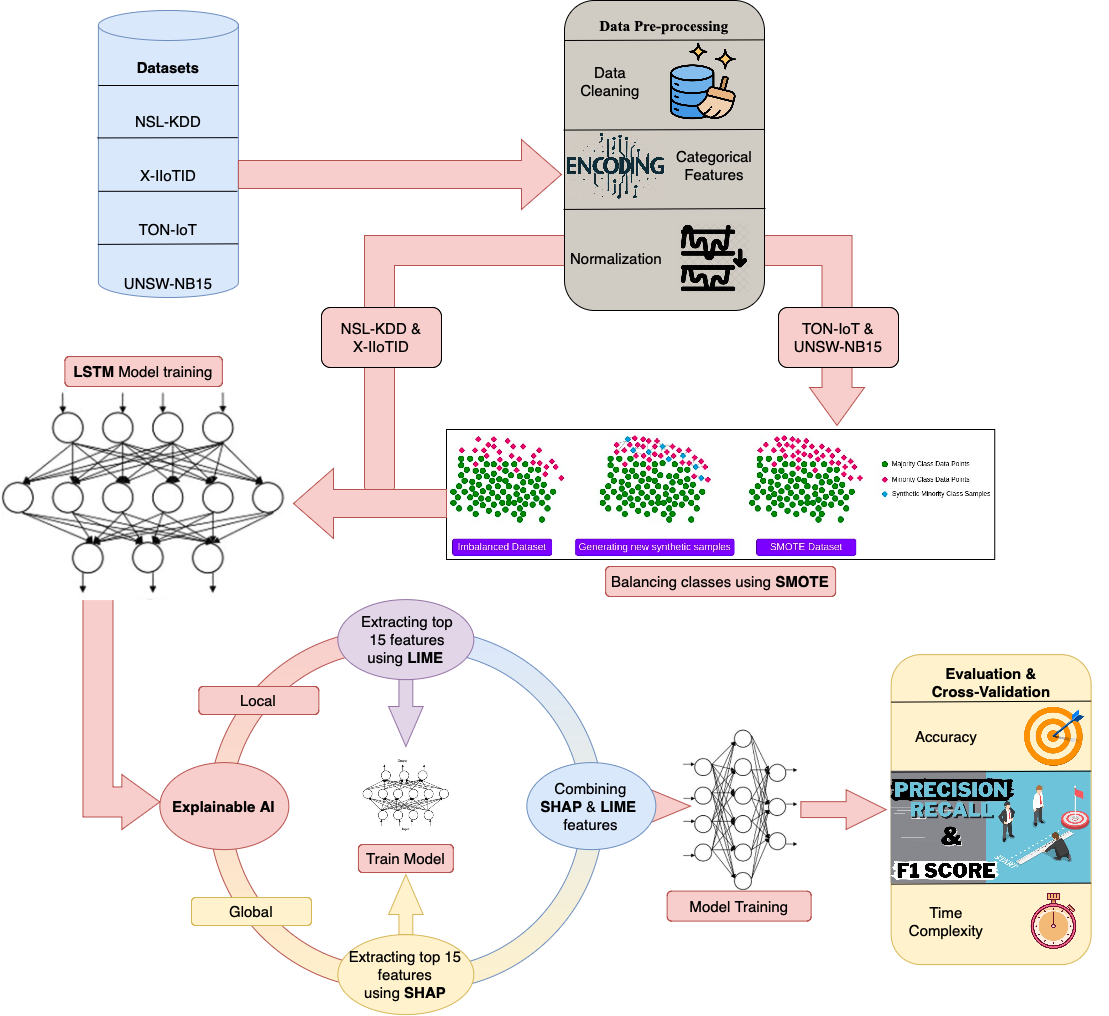 Datasets
NSL-KDD
X-IIoTID
TON-IoT
UNSW-NB15
Data Pre-processing
Data
Cleaning
ENCODING
Categorical
Features
Normalization
NSL-KDD &
X-IIoTID
TON-IoT &
UNSW-NB15
LSTM Model training
Majority Class Data Points
Minority Class Data Points
Synthetic Minority Class Samples
Imbalanced Dataset
Generating new synthetic samples
SMOTE Dataset
Balancing classes using SMOTE
Extracting top
15 features
using LIME
Local
Explainable AI
Global
Train Model
Extracting top 15
features
using SHAP
Combining
SHAP & LIME
features
Model Training
Evaluation &
Cross-Validation
Accuracy
PRECISION
RECALL
&
F1 SCORE
START
Time
Complexity